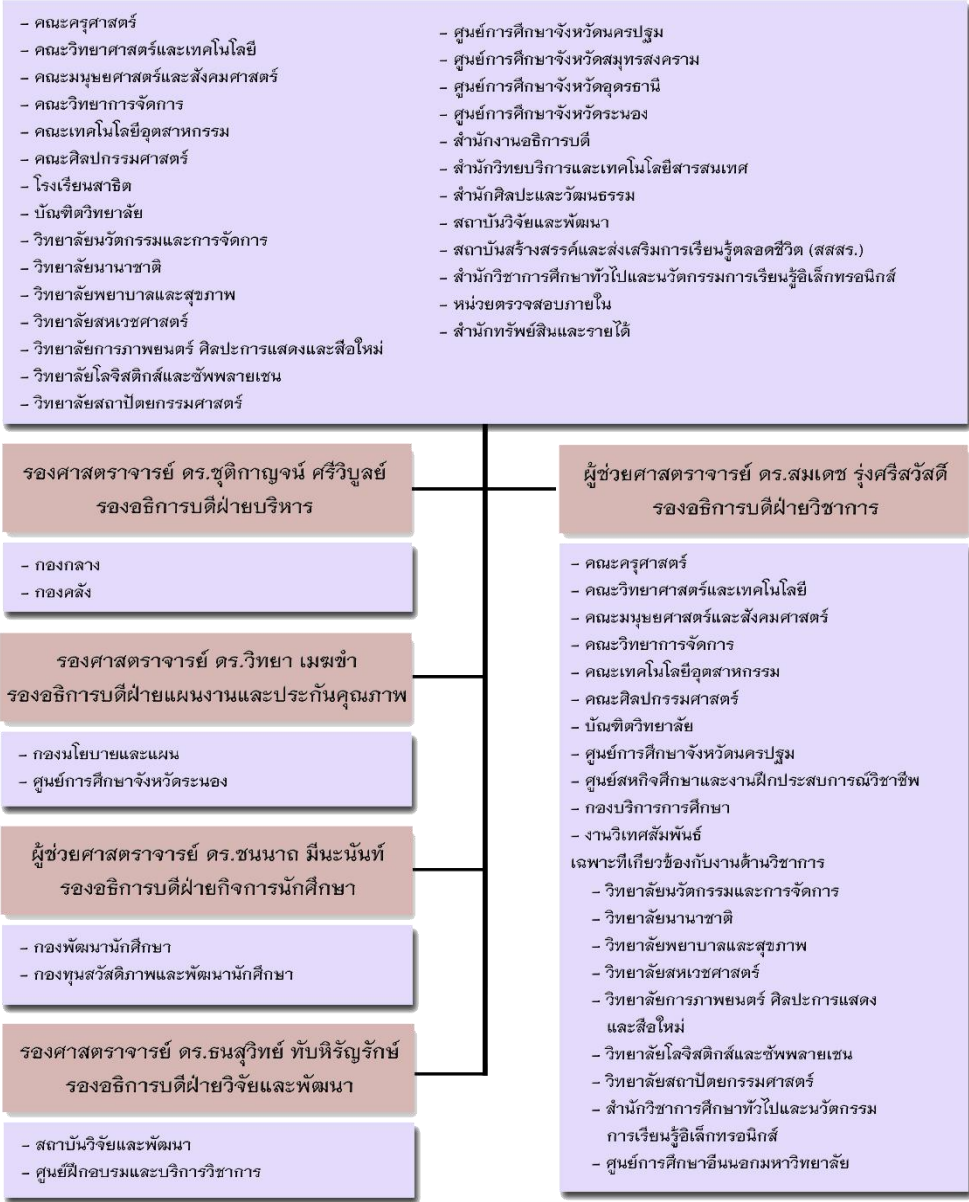 – คณะครุศาสตร์
– คณะวิทยาศาสตร์และเทคโนโลยี
– คณะมนุษยศาสตร์และสังคมศาสตร์
– คณะวิทยาการจัดการ
– คณะเทคโนโลยีอุตสาหกรรม
– คณะศิลปกรรมศาสตร์
– โรงเรียนสาธิต
– บัณฑิตวิทยาลัย
– วิทยาลัยนวัตกรรมและการจัดการ
– วิทยาลัยนานาชาติ
– วิทยาลัยพยาบาลและสุขภาพ
– วิทยาลัยสหเวชศาสตร์
– วิทยาลัยการภาพยนตร์ ศิลปะการแสดงและสื่อใหม่
– วิทยาลัยโลจิสติกส์และซัพพลายเชน
– วิทยาลัยสถาปัตยกรรมศาสตร์
– ศูนย์การศึกษาจังหวัดนครปฐม
– ศูนย์การศึกษาจังหวัดสมุทรสงคราม
– ศูนย์การศึกษาจังหวัดอุดรธานี
– ศูนย์การศึกษาจังหวัดระนอง
– สำนักงานอธิการบดี
– สำนักวิทยบริการและเทคโนโลยีสารสนเทศ
– สำนักศิลปะและวัฒนธรรม
– สถาบันวิจัยและพัฒนา
– สถาบันสร้างสรรค์และส่งเสริมการเรียนรู้ตลอดชีวิต (สสสร.)
– สำนักวิชาการศึกษาทั่วไปและนวัตกรรมการเรียนรู้อิเล็กทรอนิกส์
– หน่วยตรวจสอบภายใน
– สำนักทรัพย์สินและรายได้
รองศาสตราจารย์ ดร.ชุติกาญจน์ ศรีวิบูลย์
รองอธิการบดีฝ่ายบริหาร
– กองกลาง
– กองคลัง
รองศาสตราจารย์ ดร.วิทยา เมฆขำ
รองอธิการบดีฝ่ายแผนงานและประกันคุณภาพ
– กองนโยบายและแผน
– ศูนย์การศึกษาจังหวัดระนอง
ผู้ช่วยศาสตราจารย์ ดร.ชนนาถ มีนะนันท์
รองอธิการบดีฝ่ายกิจการนักศึกษา
– กองพัฒนานักศึกษา
– กองทุนสวัสดิภาพและพัฒนานักศึกษา
รองศาสตราจารย์ ดร.ธนสุวิทย์ ทับหิรัญรักษ์
รองอธิการบดีฝ่ายวิจัยและพัฒนา
– สถาบันวิจัยและพัฒนา
– ศูนย์ฝึกอบรมและบริการวิชาการ
ผู้ช่วยศาสตราจารย์ ดร.สมเดช รุ่งศรีสวัสดิ์
รองอธิการบดีฝ่ายวิชาการ
– คณะครุศาสตร์
– คณะวิทยาศาสตร์และเทคโนโลยี
– คณะมนุษยศาสตร์และสังคมศาสตร์
– คณะวิทยาการจัดการ
– คณะเทคโนโลยีอุตสาหกรรม
– คณะศิลปกรรมศาสตร์
– บัณฑิตวิทยาลัย
– ศูนย์การศึกษาจังหวัดนครปฐม
– ศูนย์สหกิจศึกษาและงานฝึกประสบการณ์วิชาชีพ
– กองบริการการศึกษา
– งานวิเทศสัมพันธ์
เฉพาะที่เกี่ยวข้องกับงานด้านวิชาการ
– วิทยาลัยนวัตกรรมและการจัดการ
– วิทยาลัยนานาชาติ
– วิทยาลัยพยาบาลและสุขภาพ
– วิทยาลัยสหเวชศาสตร์
– วิทยาลัยการภาพยนตร์ ศิลปะการแสดง
และสื่อใหม่
– วิทยาลัยโลจิสติกส์และซัพพลายเชน
– วิทยาลัยสถาปัตยกรรมศาสตร์
– สำนักวิชาการศึกษาทั่วไปและนวัตกรรม
การเรียนรู้อิเล็กทรอนิกส์
– ศูนย์การศึกษาอื่นนอกมหาวิทยาลัย